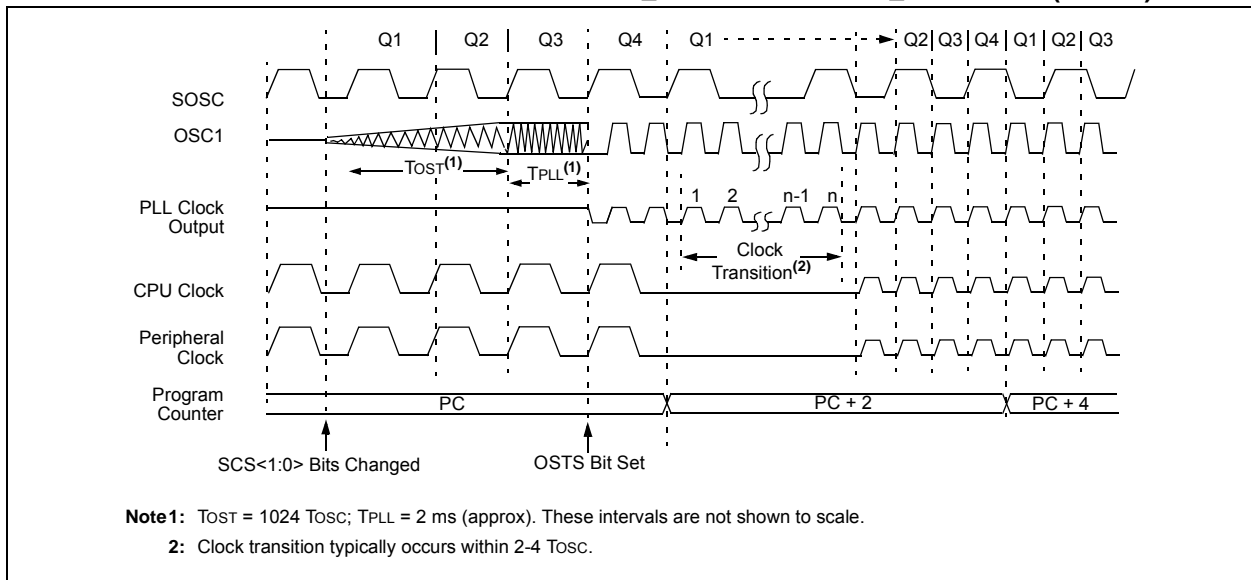 Q1 Q2 Q3 Q4 Q1 Q2 Q3 Q4 Q1 Q2 Q3
SOSC
OSC1
TOST(1) TPLL(1)
1 2 n-1 n
PLL Clock
Output
Clock
Transition(2)
CPU Clock
Peripheral
Clock
Program
Counter
PC PC + 2 PC + 4
SCS<1:0> Bits Changed OSTS Bit Set
Note1: TOST = 1024 TOSC; TPLL = 2 ms (approx). These intervals are not shown to scale.
2: Clock transition typically occurs within 2-4 TOSC.